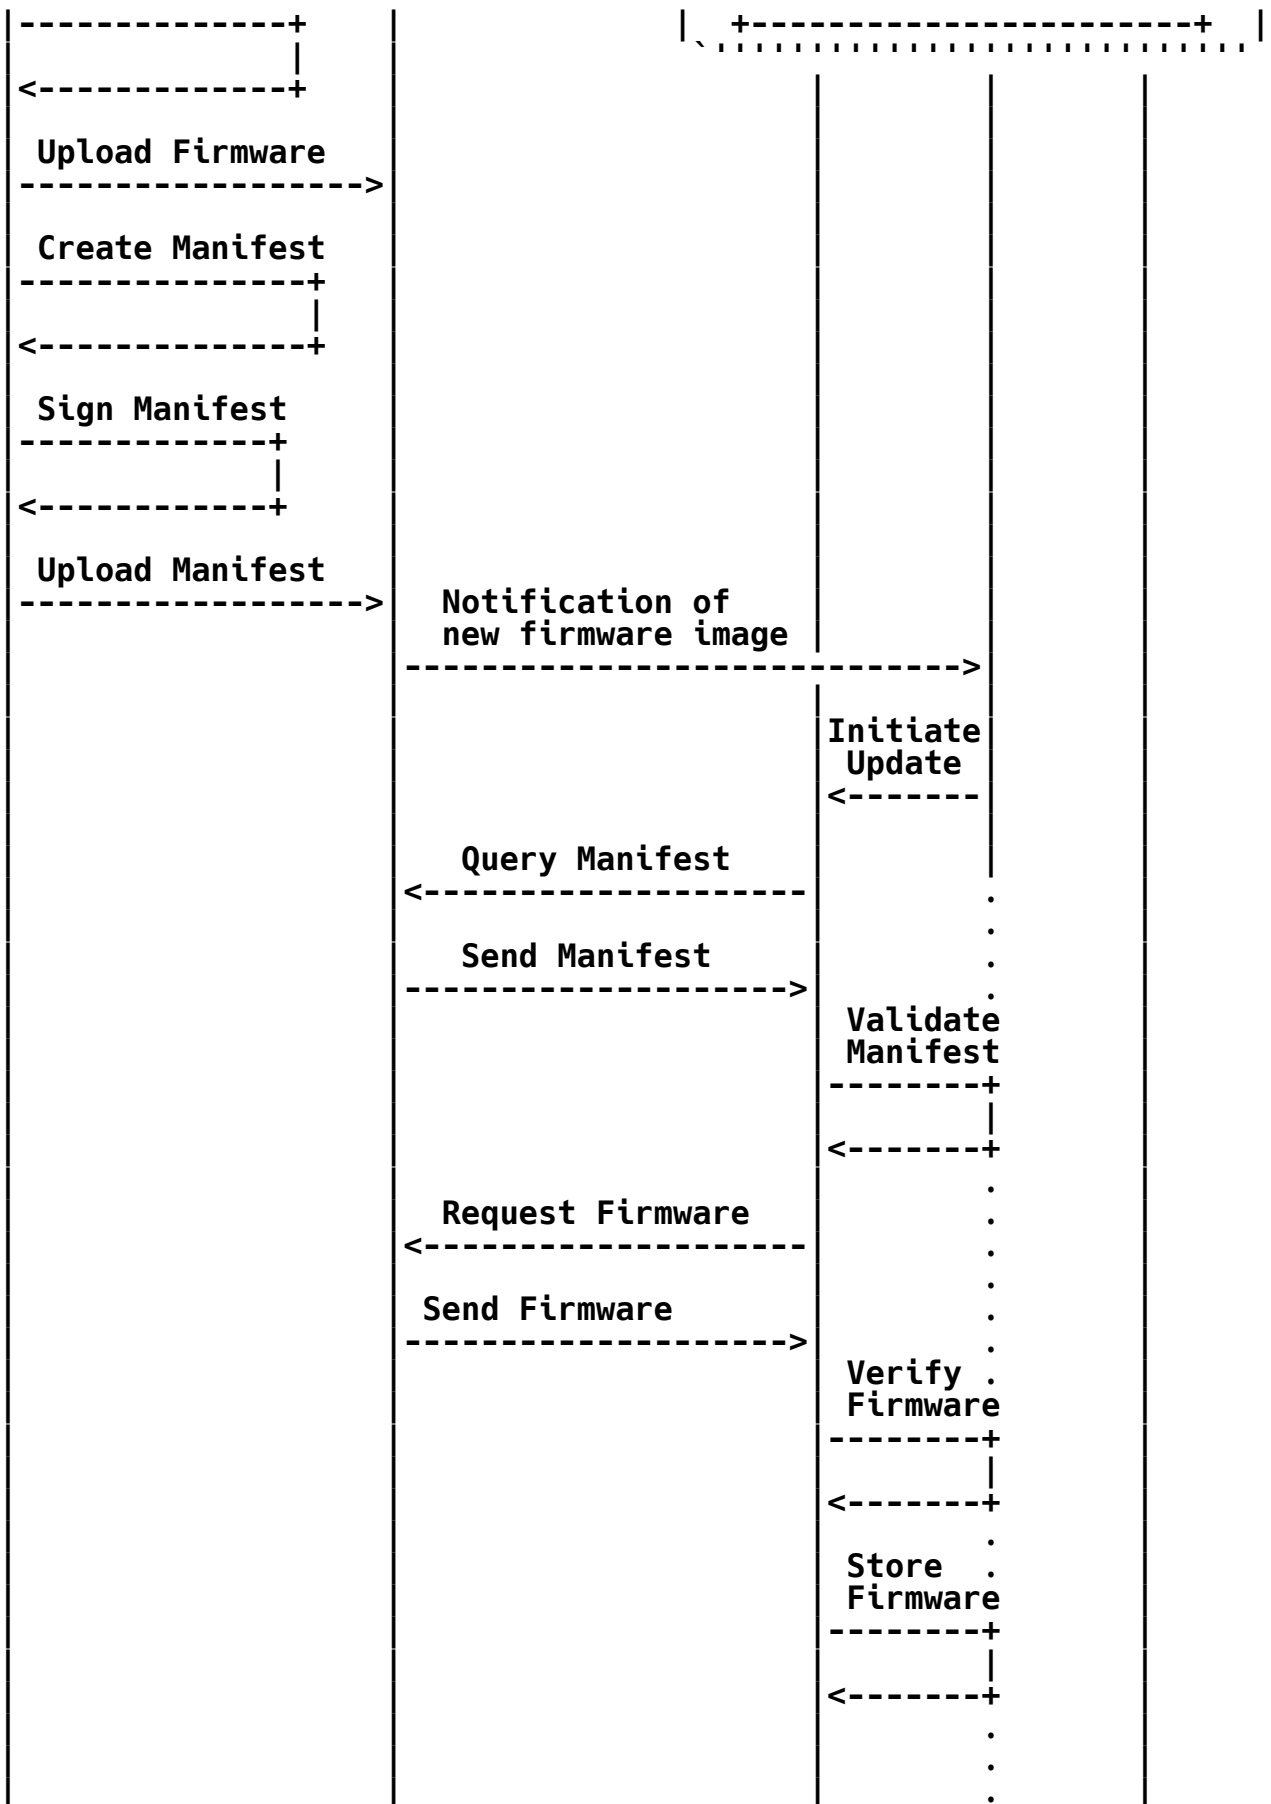 Upload Firmware
Create Manifest
Sign Manifest
Upload Manifest
Notification of
new firmware image
Initiate
Update
Query Manifest
Send Manifest
Validate
Manifest
Request Firmware
Send Firmware
Verify
Firmware
Store
Firmware